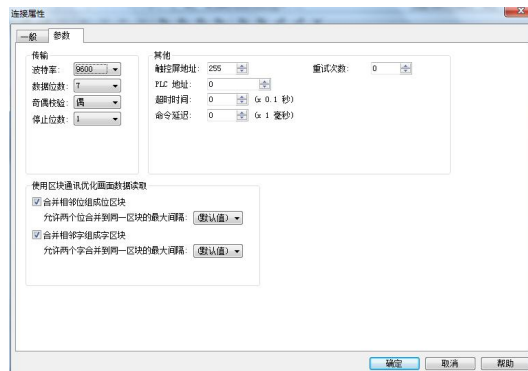 连接属性
一般 参数
传输
波特率: 9600
数据位数: 7
奇偶校验: 偶
停止位数: 1
其他
触控屏地址: 255
重试次数: 0
PLC 地址: 0
超时时间: 0 (x 0.1 秒)
命令延迟: 0 (x 1 毫秒)
使用区块通讯优化画面数据读取
合并相邻位组成位区块
允许两个位合并到同一区块的最大间隔: (默认值)
合并相邻字组成字区块
允许两个字合并到同一区块的最大间隔: (默认值)
确定 取消 帮助